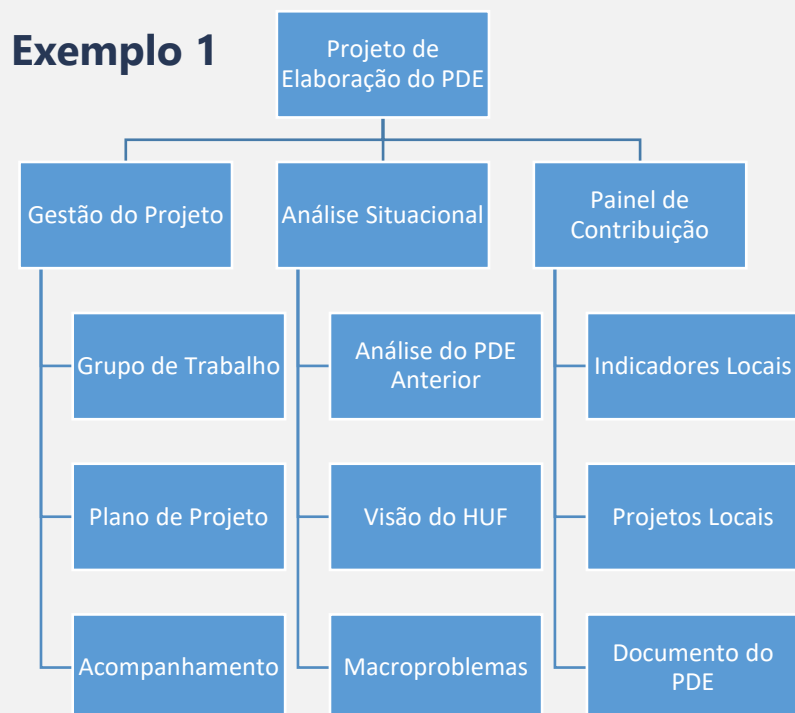 Exemplo 1
Projeto de
Elaboração do PDE
Gestão do Projeto
Análise Situacional
Painel de
Contribuição
Grupo de Trabalho
Análise do PDE
Anterior
Indicadores Locais
Plano de Projeto
Visão do HUF
Projetos Locais
Acompanhamento
Macroproblemas
Documento do
PDE